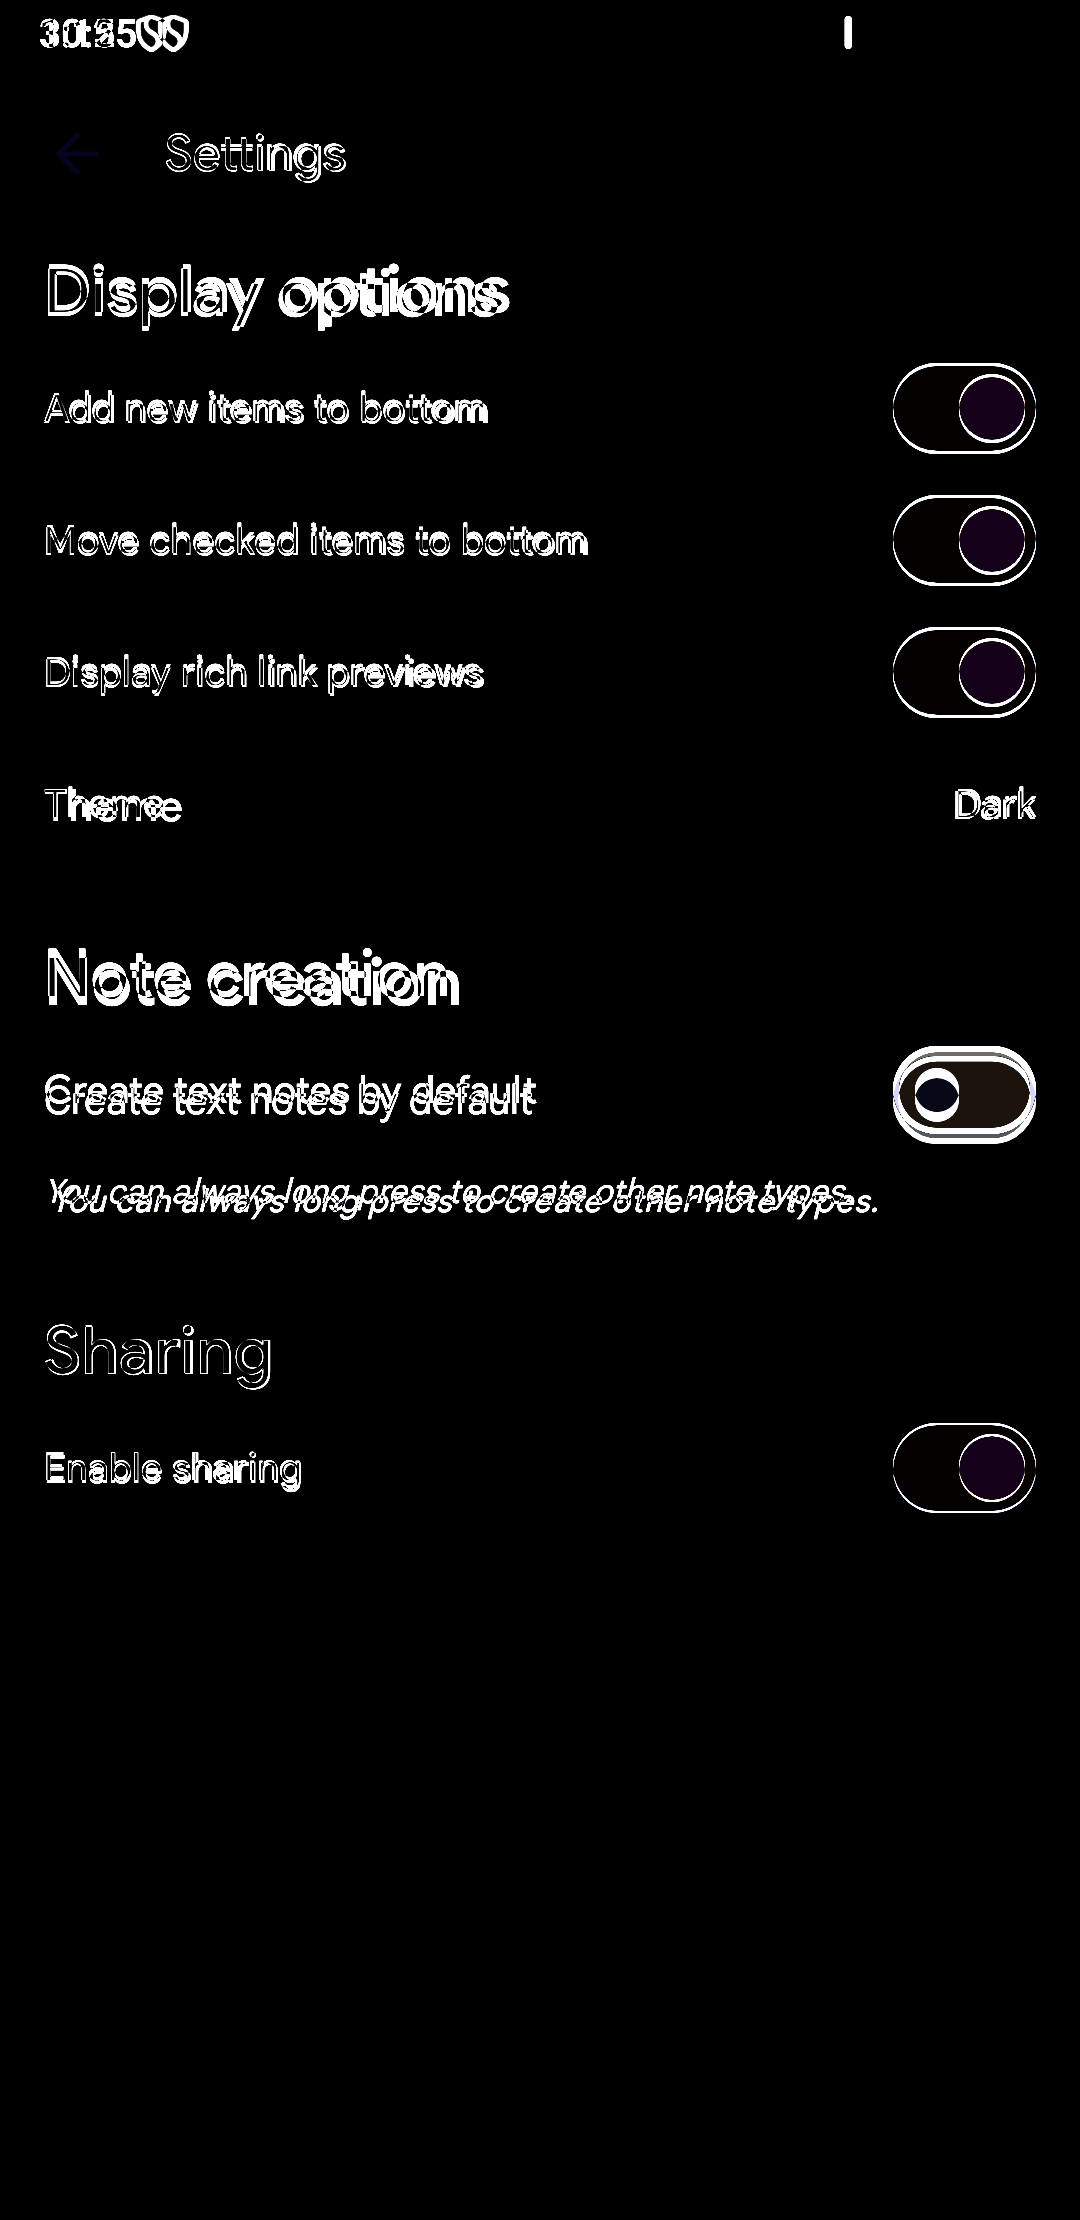 Settings
Display options
Add new items to bottom
Move checked items to bottom
Display rich link previews
Theme
Dark
Note creation
Create text notes by default
You can always long press to create other note types.
Sharing
Enable sharing